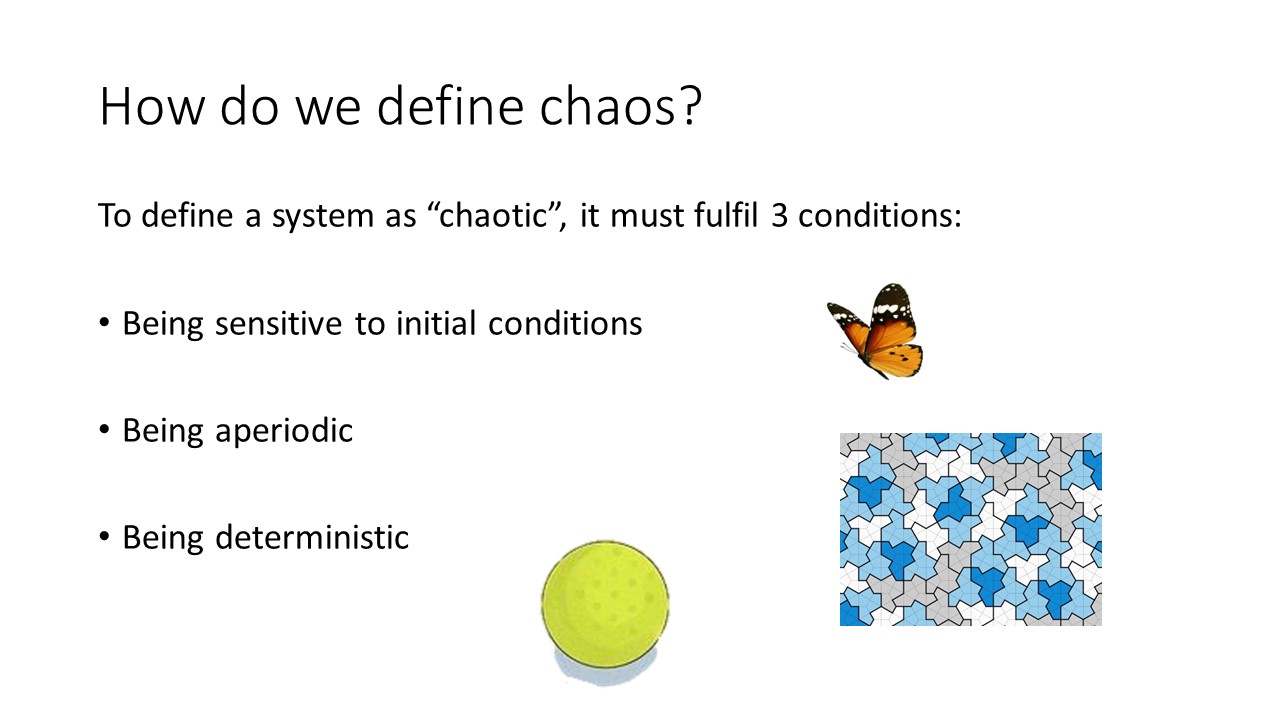 How do we define chaos?
To define a system as “chaotic”, it must fulfil 3 conditions:
• Being sensitive to initial conditions
• Being aperiodic
• Being deterministic